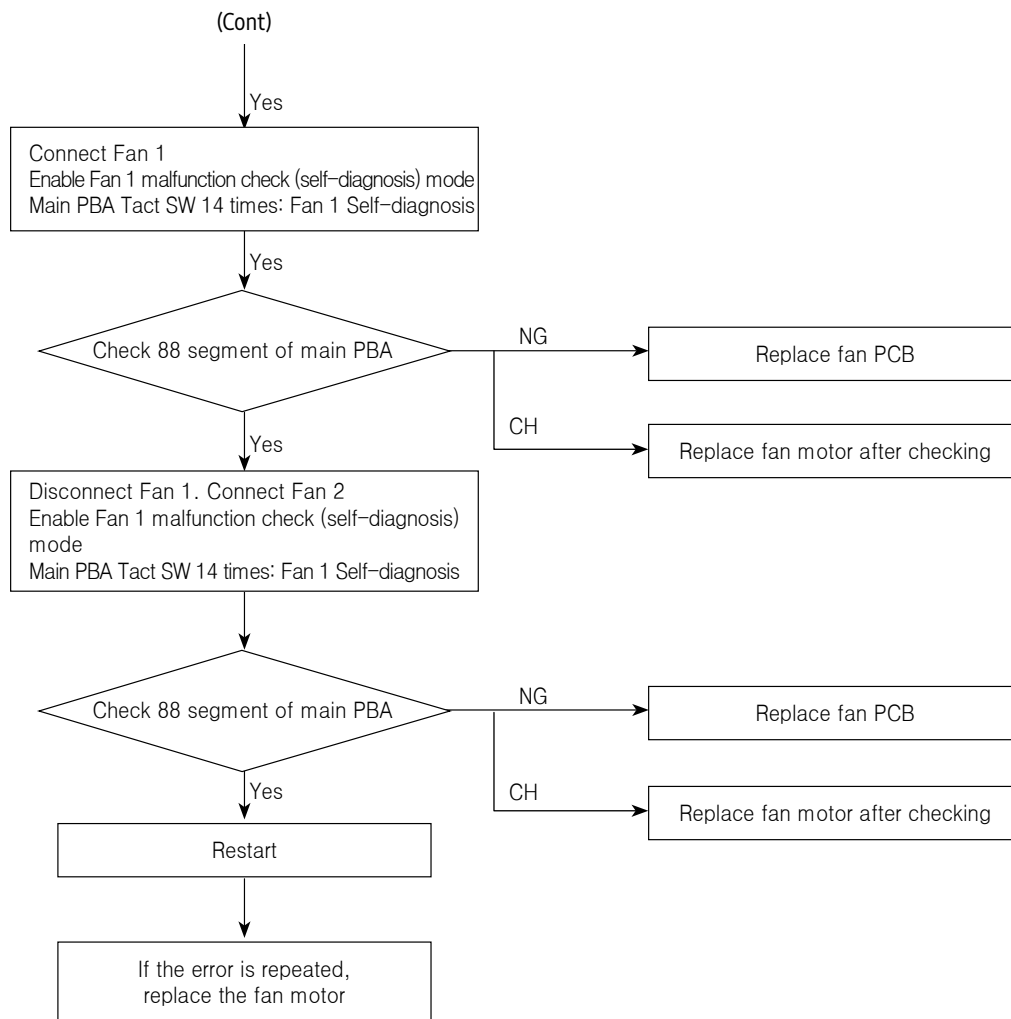 (Cont)
Yes
Connect Fan 1
Enable Fan 1 malfunction check (self-diagnosis) mode
Main PBA Tact SW 14 times: Fan 1 Self-diagnosis
Yes
Check 88 segment of main PBA
NG
Replace fan PCB
CH
Replace fan motor after checking
Yes
Disconnect Fan 1. Connect Fan 2
Enable Fan 1 malfunction check (self-diagnosis)
mode
Main PBA Tact SW 14 times: Fan 1 Self-diagnosis
Check 88 segment of main PBA
NG
Replace fan PCB
CH
Replace fan motor after checking
Yes
Restart
If the error is repeated,
replace the fan motor